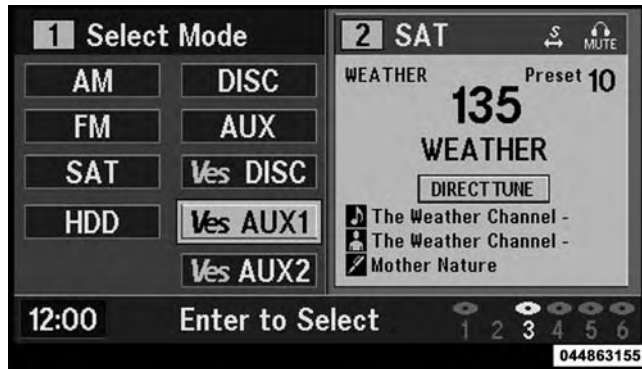 1 Select Mode
AM
DISC
FM
AUX
SAT
Ves DISC
HDD
Ves AUX1
Ves AUX2
2 SAT
S
MUTE
WEATHER
Preset 10
135
WEATHER
DIRECT TUNE
The Weather Channel -
The Weather Channel -
Mother Nature
12:00
Enter to Select
1 2 3 4 5 6
044863155